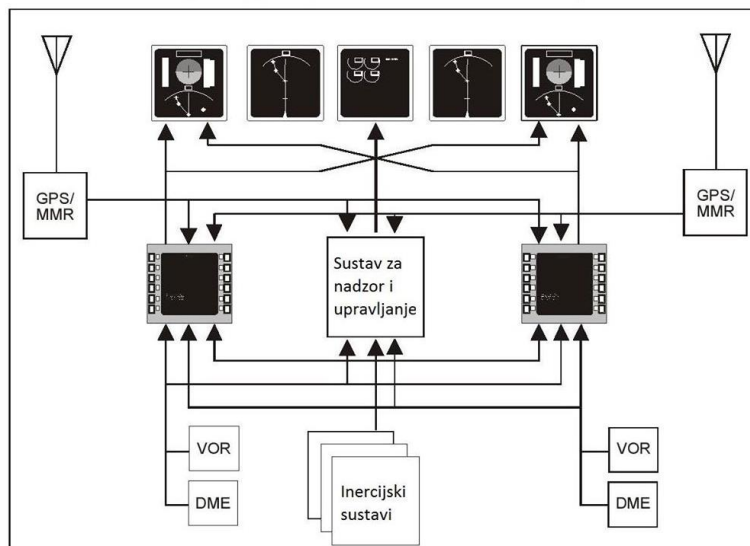 GPS/
MMR
GPS/
MMR
Sustav za
nadzor i
upravljanje
VOR
DME
Inercijski
sustavi
VOR
DME